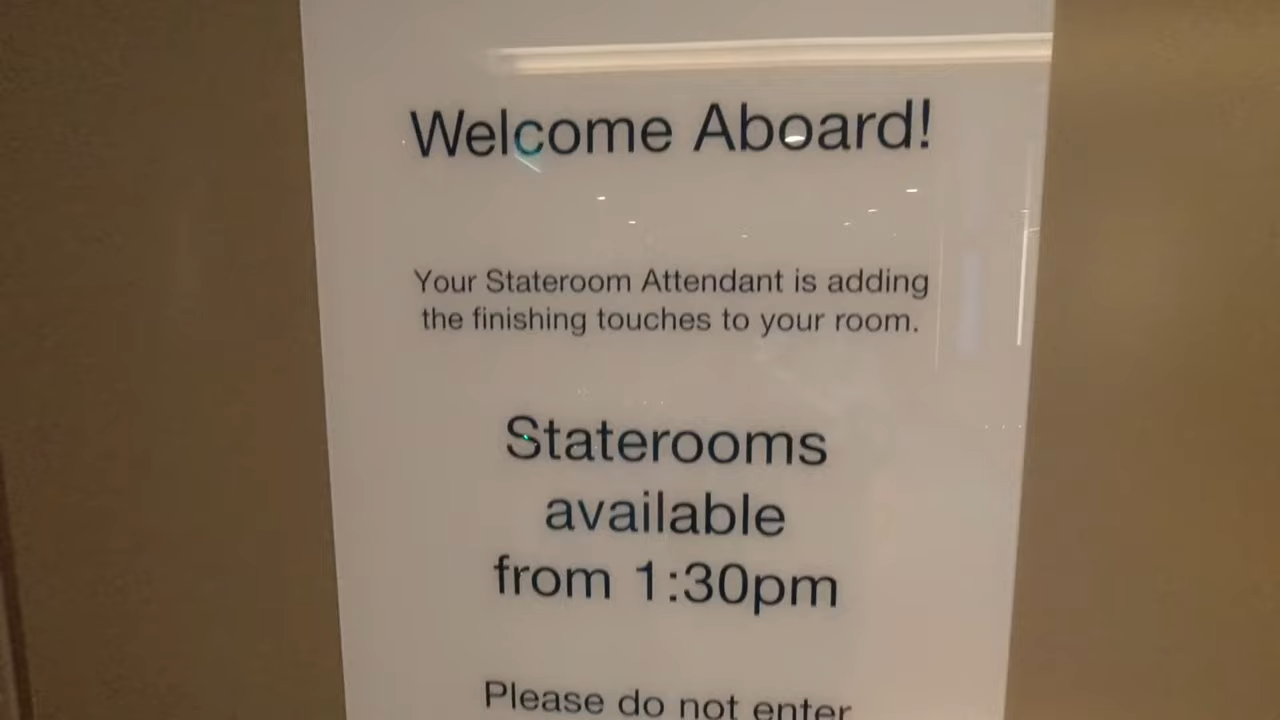 Welcome Aboard!
Your Stateroom Attendant is adding
the finishing touches to your room.
Staterooms
available
from 1:30pm
Please do not enter